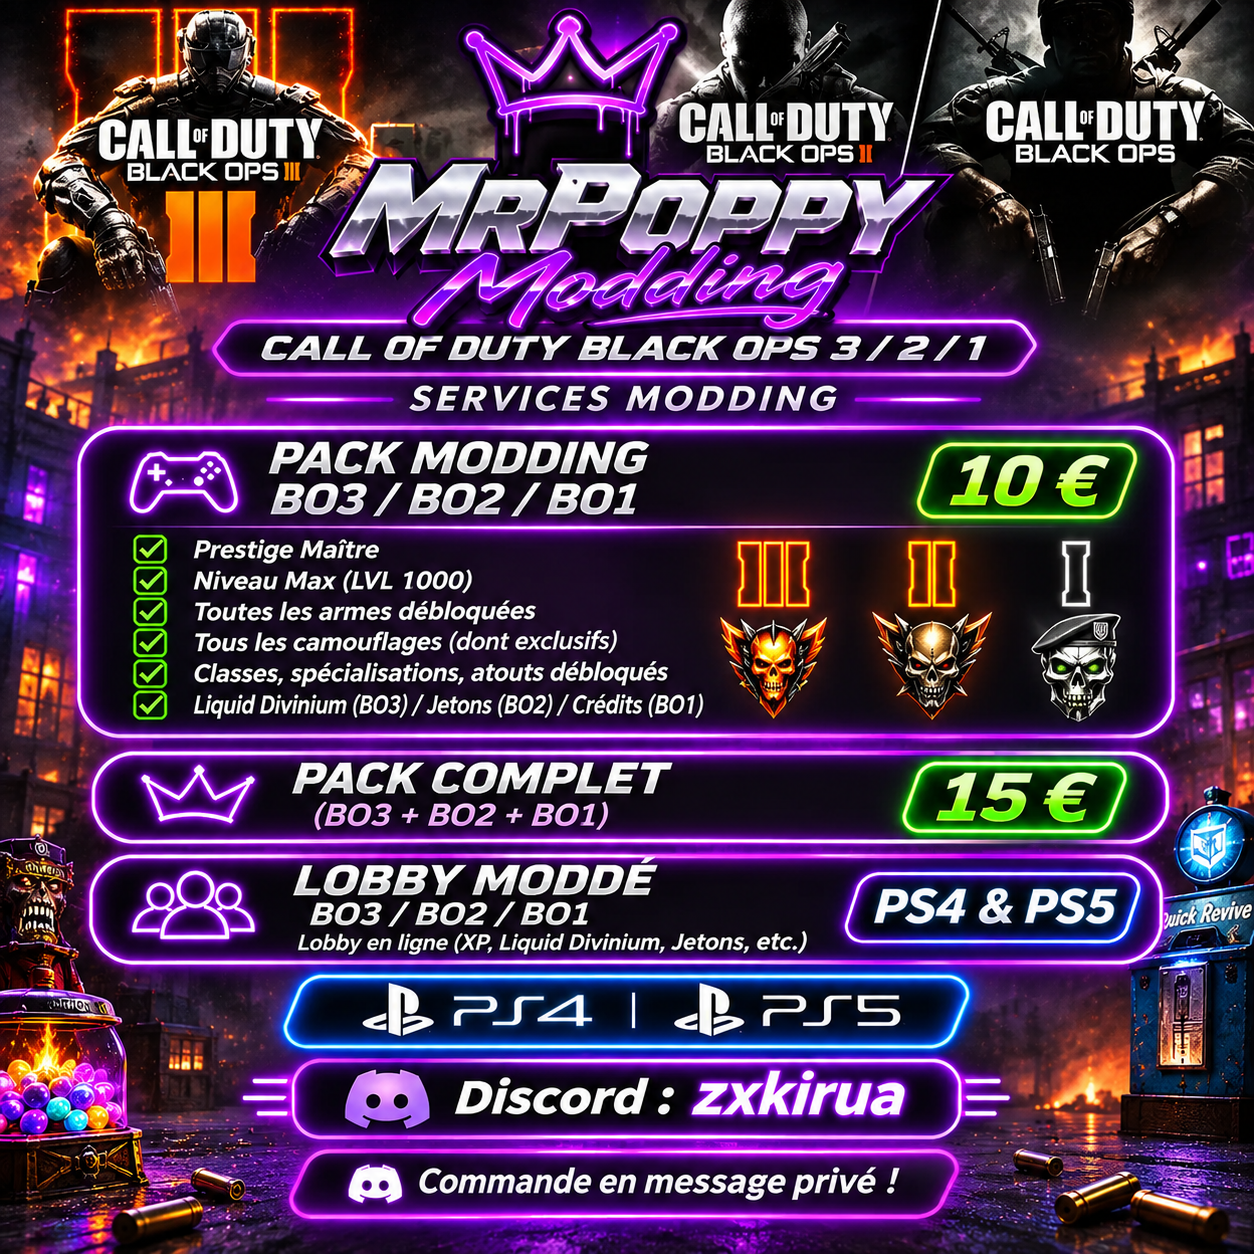 CALL OF DUTY
BLACK OPS III
III
CALL OF DUTY
BLACK OPS II
CALL OF DUTY
BLACK OPS
MRPOPPY
Modding
CALL OF DUTY BLACK OPS 3 / 2 / 1
SERVICES MODDING
PACK MODDING
BO3 / BO2 / BO1
10 €
Prestige Maître
Niveau Max (LVL 1000)
Toutes les armes débloquées
Tous les camouflages (dont exclusifs)
Classes, spécialisations, atouts débloqués
Liquid Divinium (BO3) / Jetons (BO2) / Crédits (BO1)
III II I
PACK COMPLET
(BO3 + BO2 + BO1)
15 €
LOBBY MODDÉ
BO3 / BO2 / BO1
Lobby en ligne (XP, Liquid Divinium, Jetons, etc.)
PS4 & PS5
Quick Revive
PS4 | PS5
Discord : zxkirua
Commande en message privé !